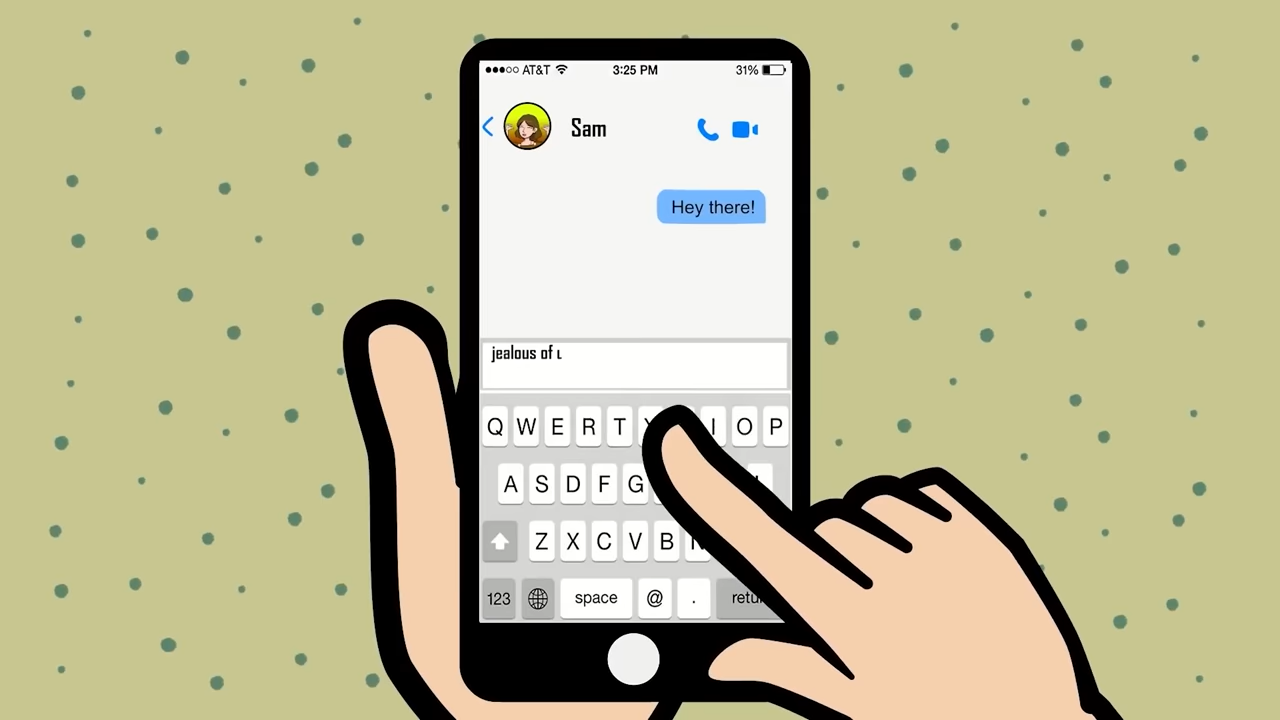 AT&T 3:25 PM 31%
Sam
Hey there!
jealous of
Q W E R T I O P
A S D F G
Z X C V B
123 space @ .